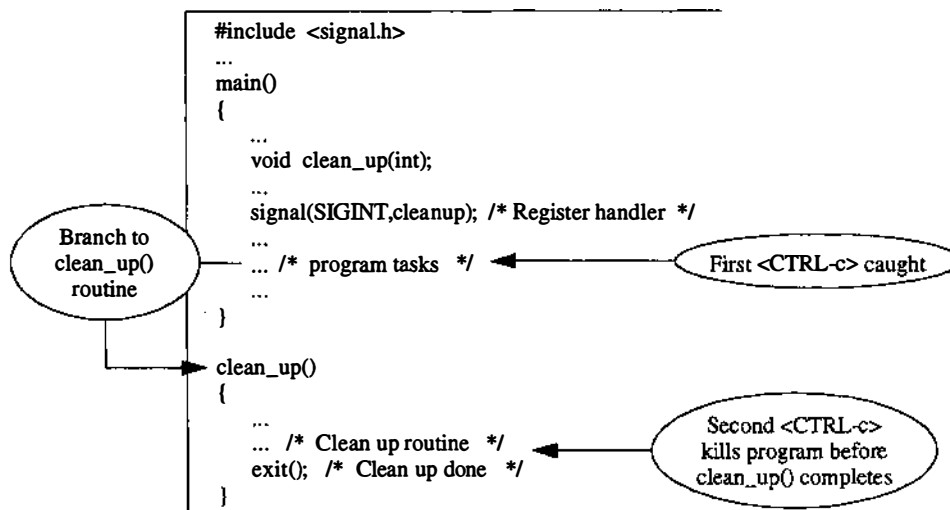 #include <signal.h>
...
main()
{
...
void clean_up(int);
...
signal(SIGINT,cleanup); /* Register handler */
...
... /* program tasks */
...
}
clean_up()
{
...
... /* Clean up routine */
exit(); /* Clean up done */
}
Branch to
clean_up()
routine
First <CTRL-c> caught
Second <CTRL-c>
kills program before
clean_up() completes